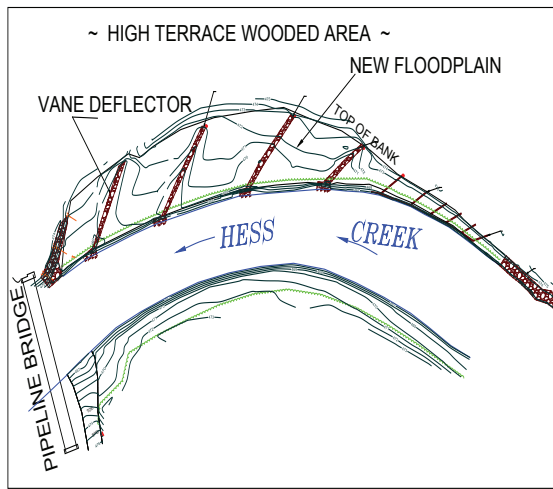 ~ HIGH TERRACE WOODED AREA ~
NEW FLOODPLAIN
VANE DEFLECTOR
TOP OF BANK
HESS
CREEK
PIPELINE BRIDGE